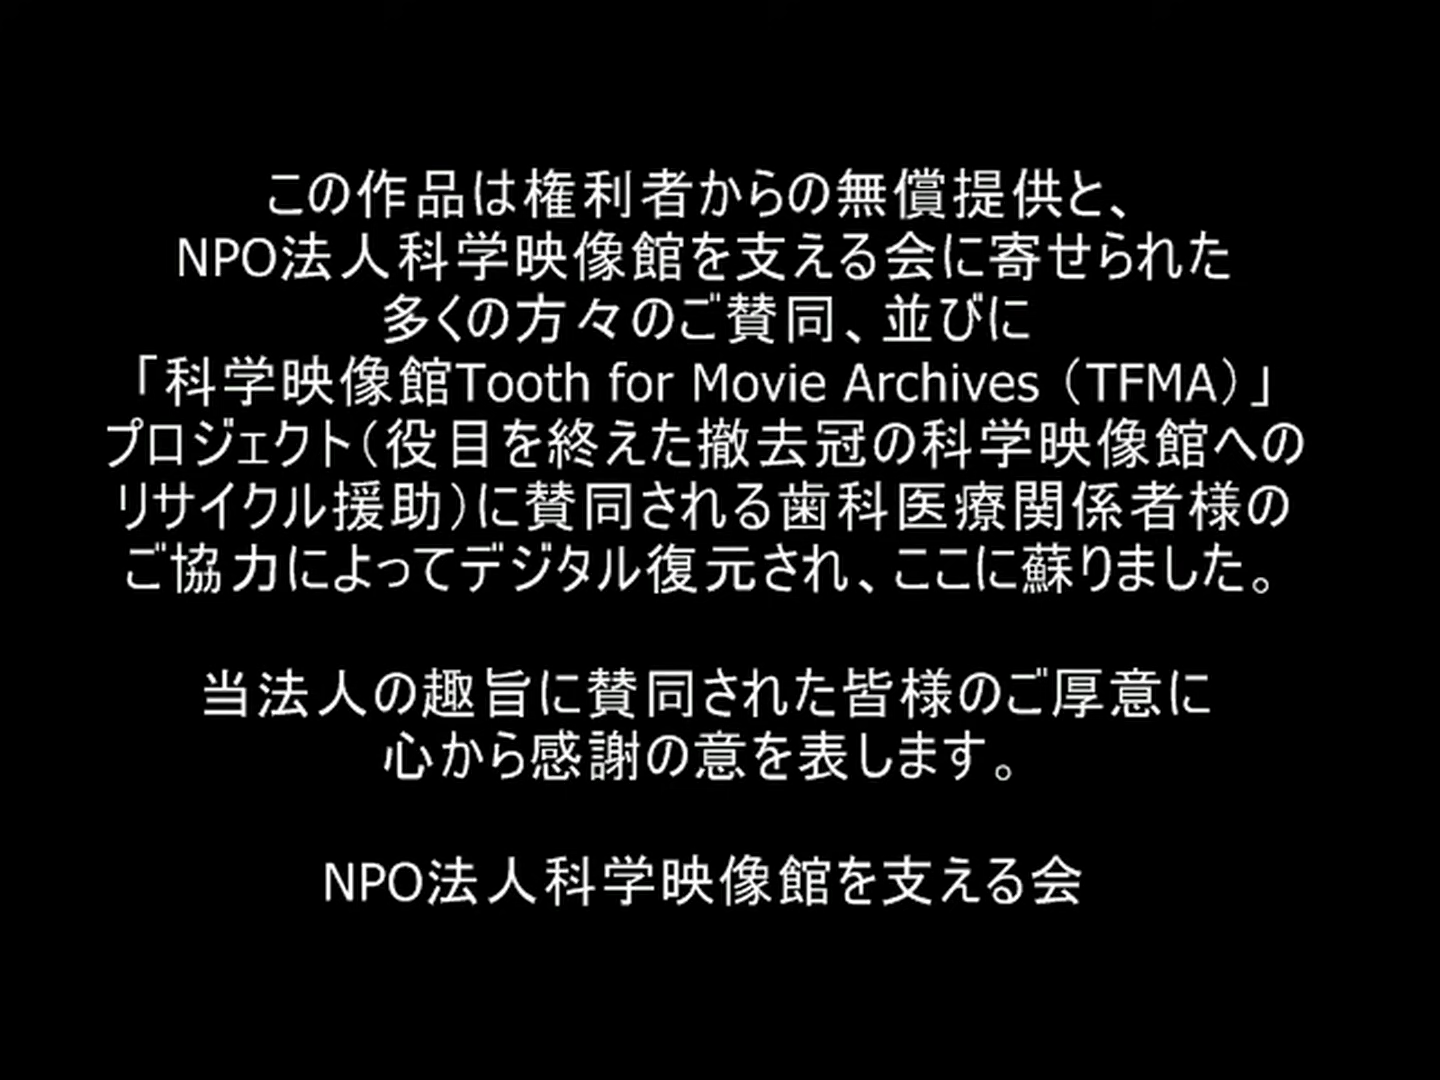 この作品は権利者からの無償提供と、
NPO法人科学映像館を支える会に寄せられた
多くの方々のご賛同、並びに
「科学映像館Tooth for Movie Archives（TFMA）」
プロジェクト（役目を終えた撤去冠の科学映像館への
リサイクル援助）に賛同される歯科医療関係者様の
ご協力によってデジタル復元され、ここに蘇りました。
当法人の趣旨に賛同された皆様のご厚意に
心から感謝の意を表します。
NPO法人科学映像館を支える会